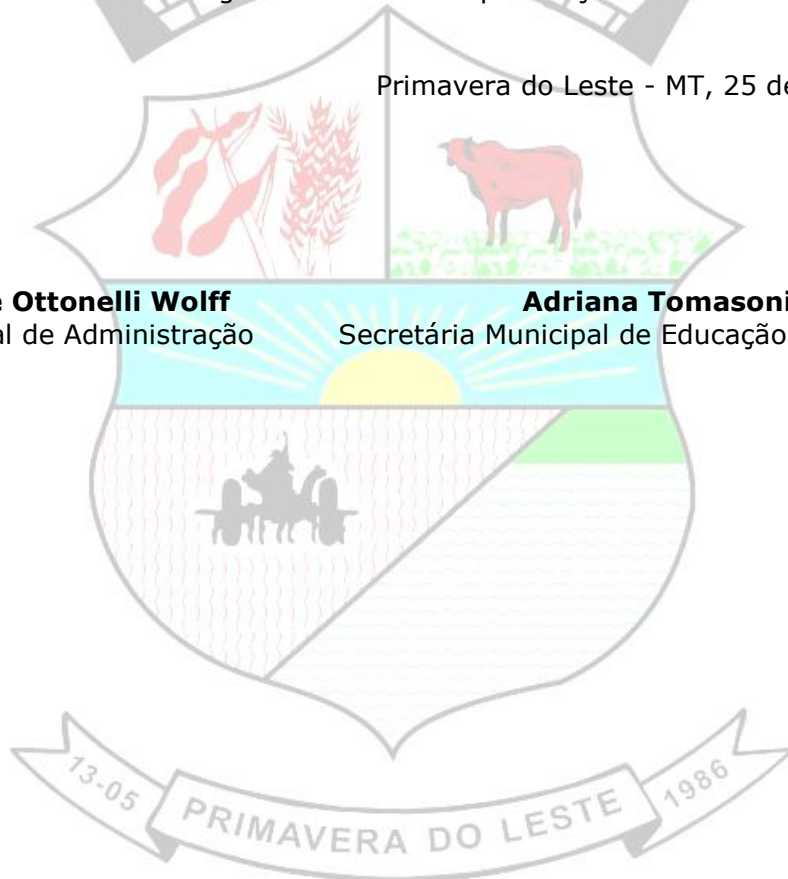 Primavera do Leste - MT, 25 de
Ottonelli Wolff Adriana Tomasoni
de Administração Secretária Municipal de Educação
13-05 PRIMAVERA DO LESTE 1986